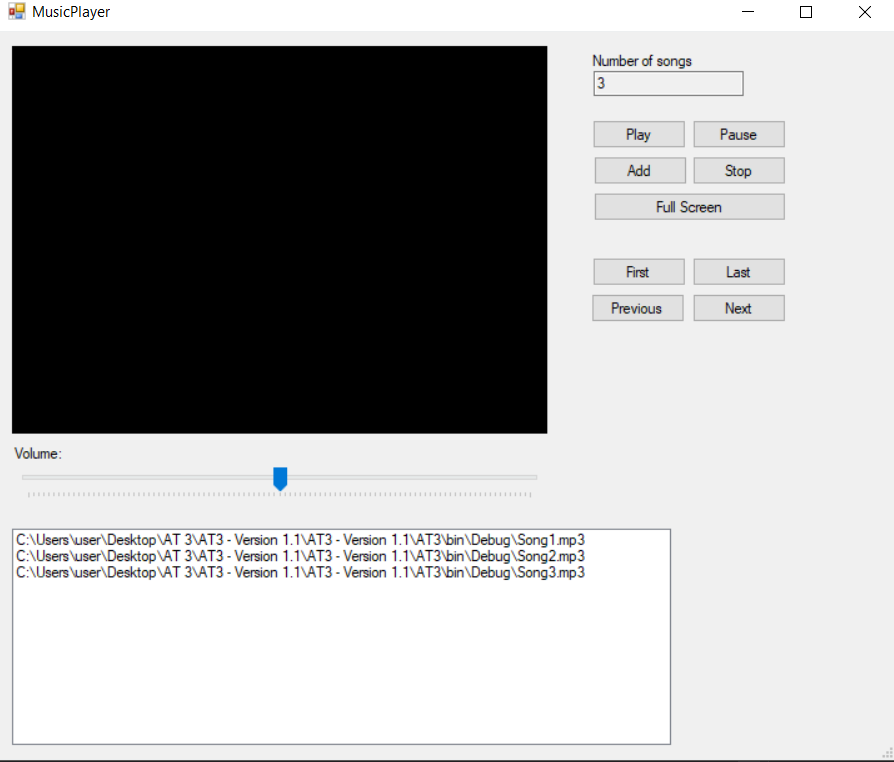 MusicPlayer
Number of songs
3
Play
Pause
Add
Stop
Full Screen
First
Last
Previous
Next
Volume:
C:\Users\user\Desktop\AT 3\AT3 - Version 1.1\AT3 - Version 1.1\AT3\bin\Debug\Song1.mp3
C:\Users\user\Desktop\AT 3\AT3 - Version 1.1\AT3 - Version 1.1\AT3\bin\Debug\Song2.mp3
C:\Users\user\Desktop\AT 3\AT3 - Version 1.1\AT3 - Version 1.1\AT3\bin\Debug\Song3.mp3